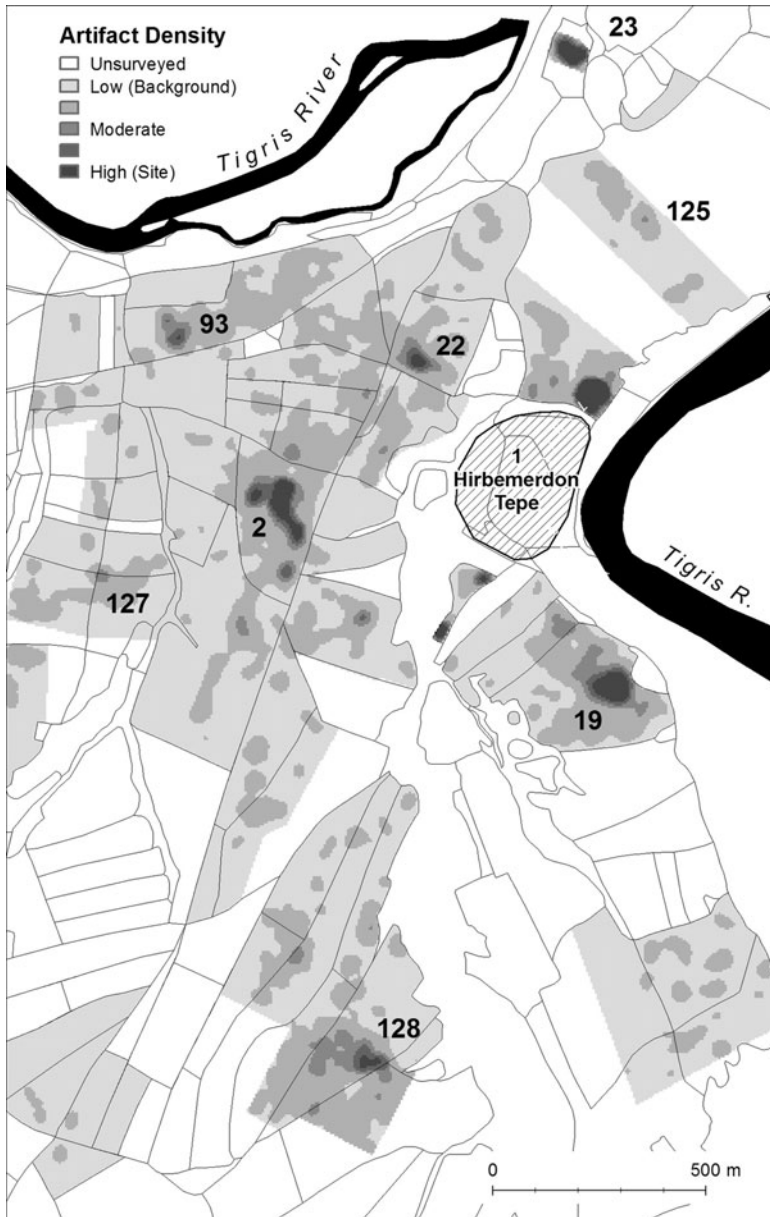 Artifact Density
Unsurveyed
Low (Background)
Moderate
High (Site)
Tigris River
23
125
93
22
1
Hirbemerdon
Tepe
2
Tigris R.
127
19
128
0 500 m